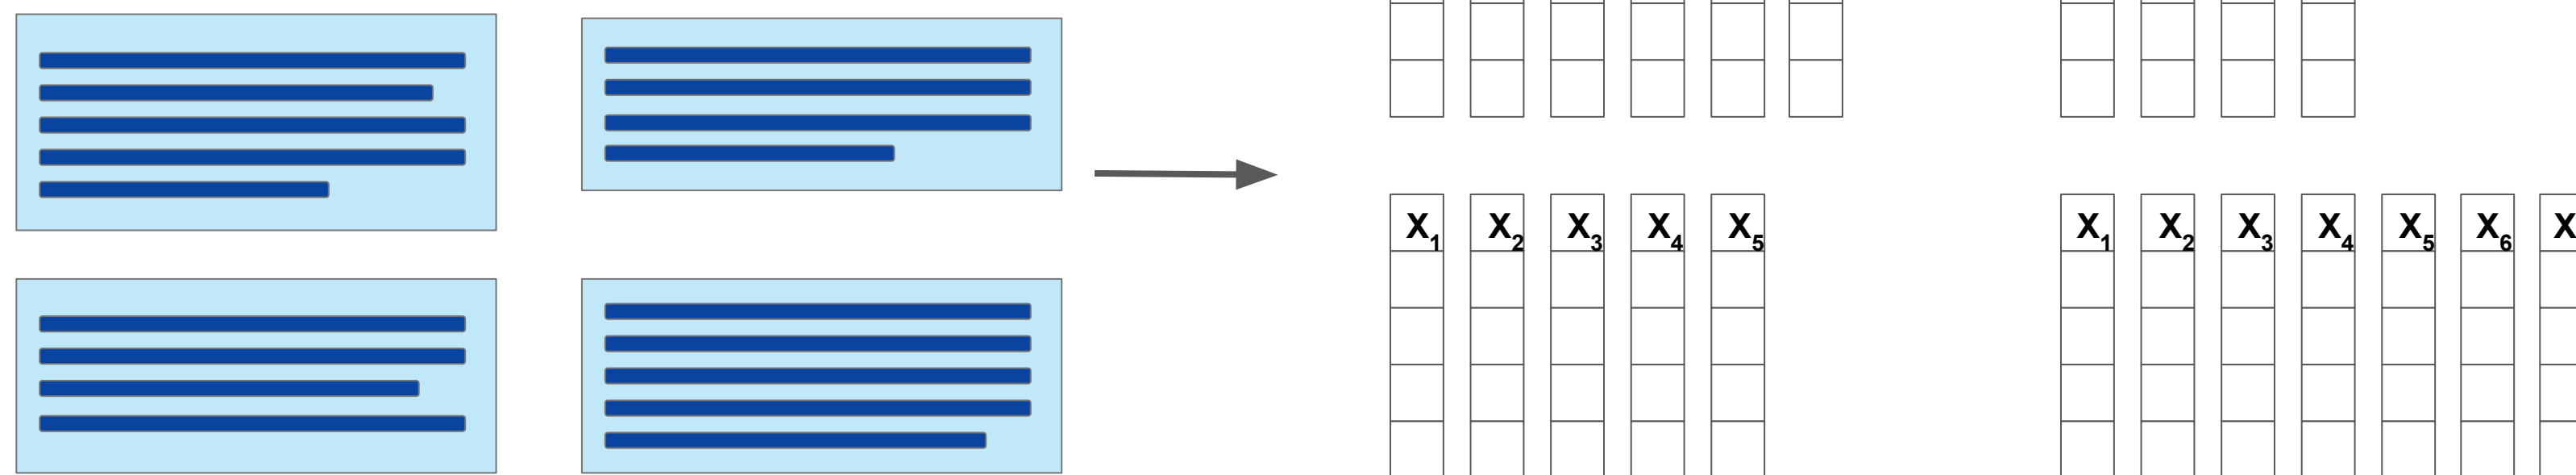 X₁ X₂ X₃ X₄ X₅
X₁ X₂ X₃ X₄ X₅ X₆ X